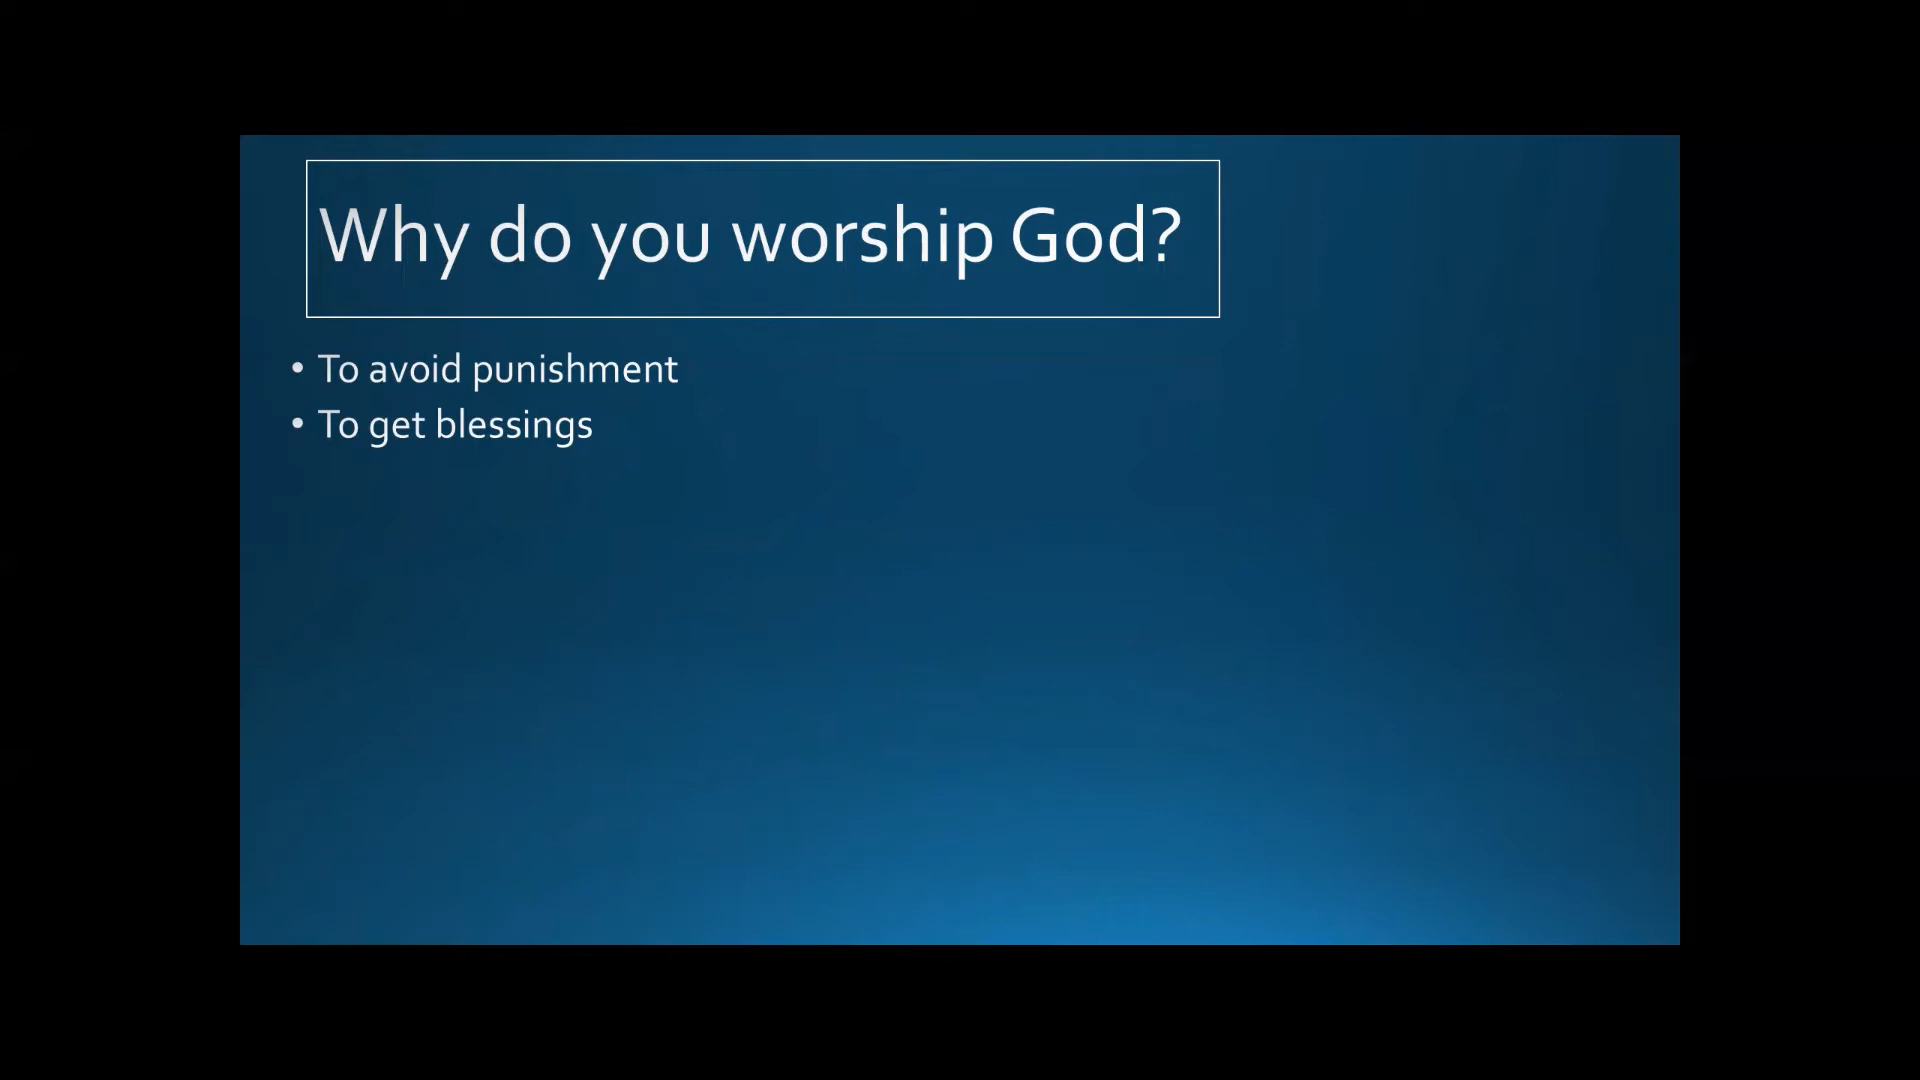 Why do you worship God?
• To avoid punishment
• To get blessings